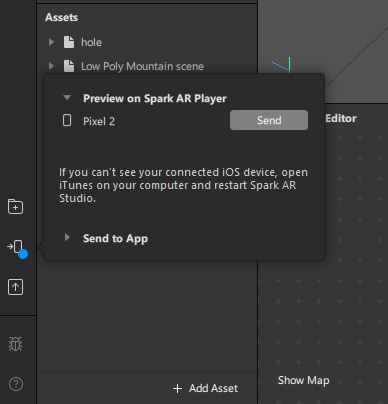 Assets
hole
Low Poly Mountain scene
Preview on Spark AR Player
Pixel 2
Send
Editor
If you can't see your connected iOS device, open
iTunes on your computer and restart Spark AR
Studio.
Send to App
Add Asset
Show Map